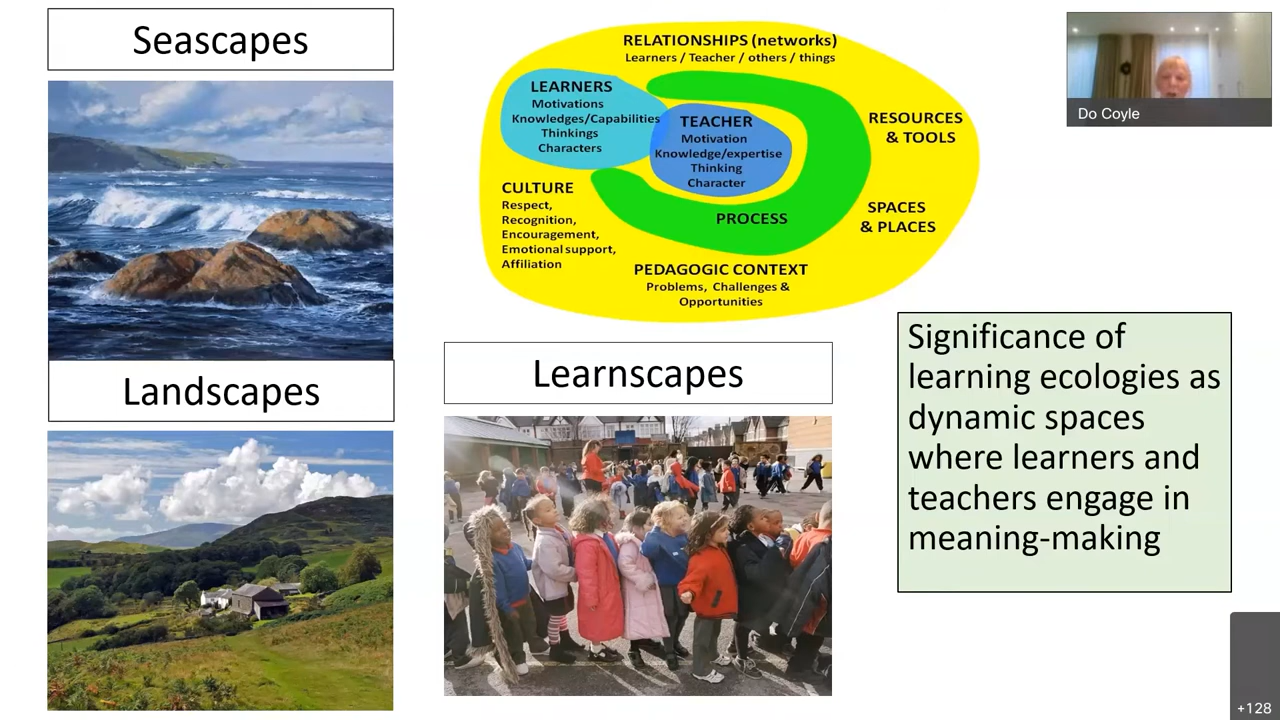 Seascapes
Landscapes
RELATIONSHIPS (networks)
Learners / Teacher / others / things
LEARNERS
Motivations
Knowledges/Capabilities
Thinkings
Characters
TEACHER
Motivation
Knowledge/expertise
Thinking
Character
RESOURCES
& TOOLS
CULTURE
Respect,
Recognition,
Encouragement,
Emotional support,
Affiliation
PROCESS
SPACES
& PLACES
PEDAGOGIC CONTEXT
Problems, Challenges &
Opportunities
Learnscapes
Significance of
learning ecologies as
dynamic spaces
where learners and
teachers engage in
meaning-making
Do Coyle
+128